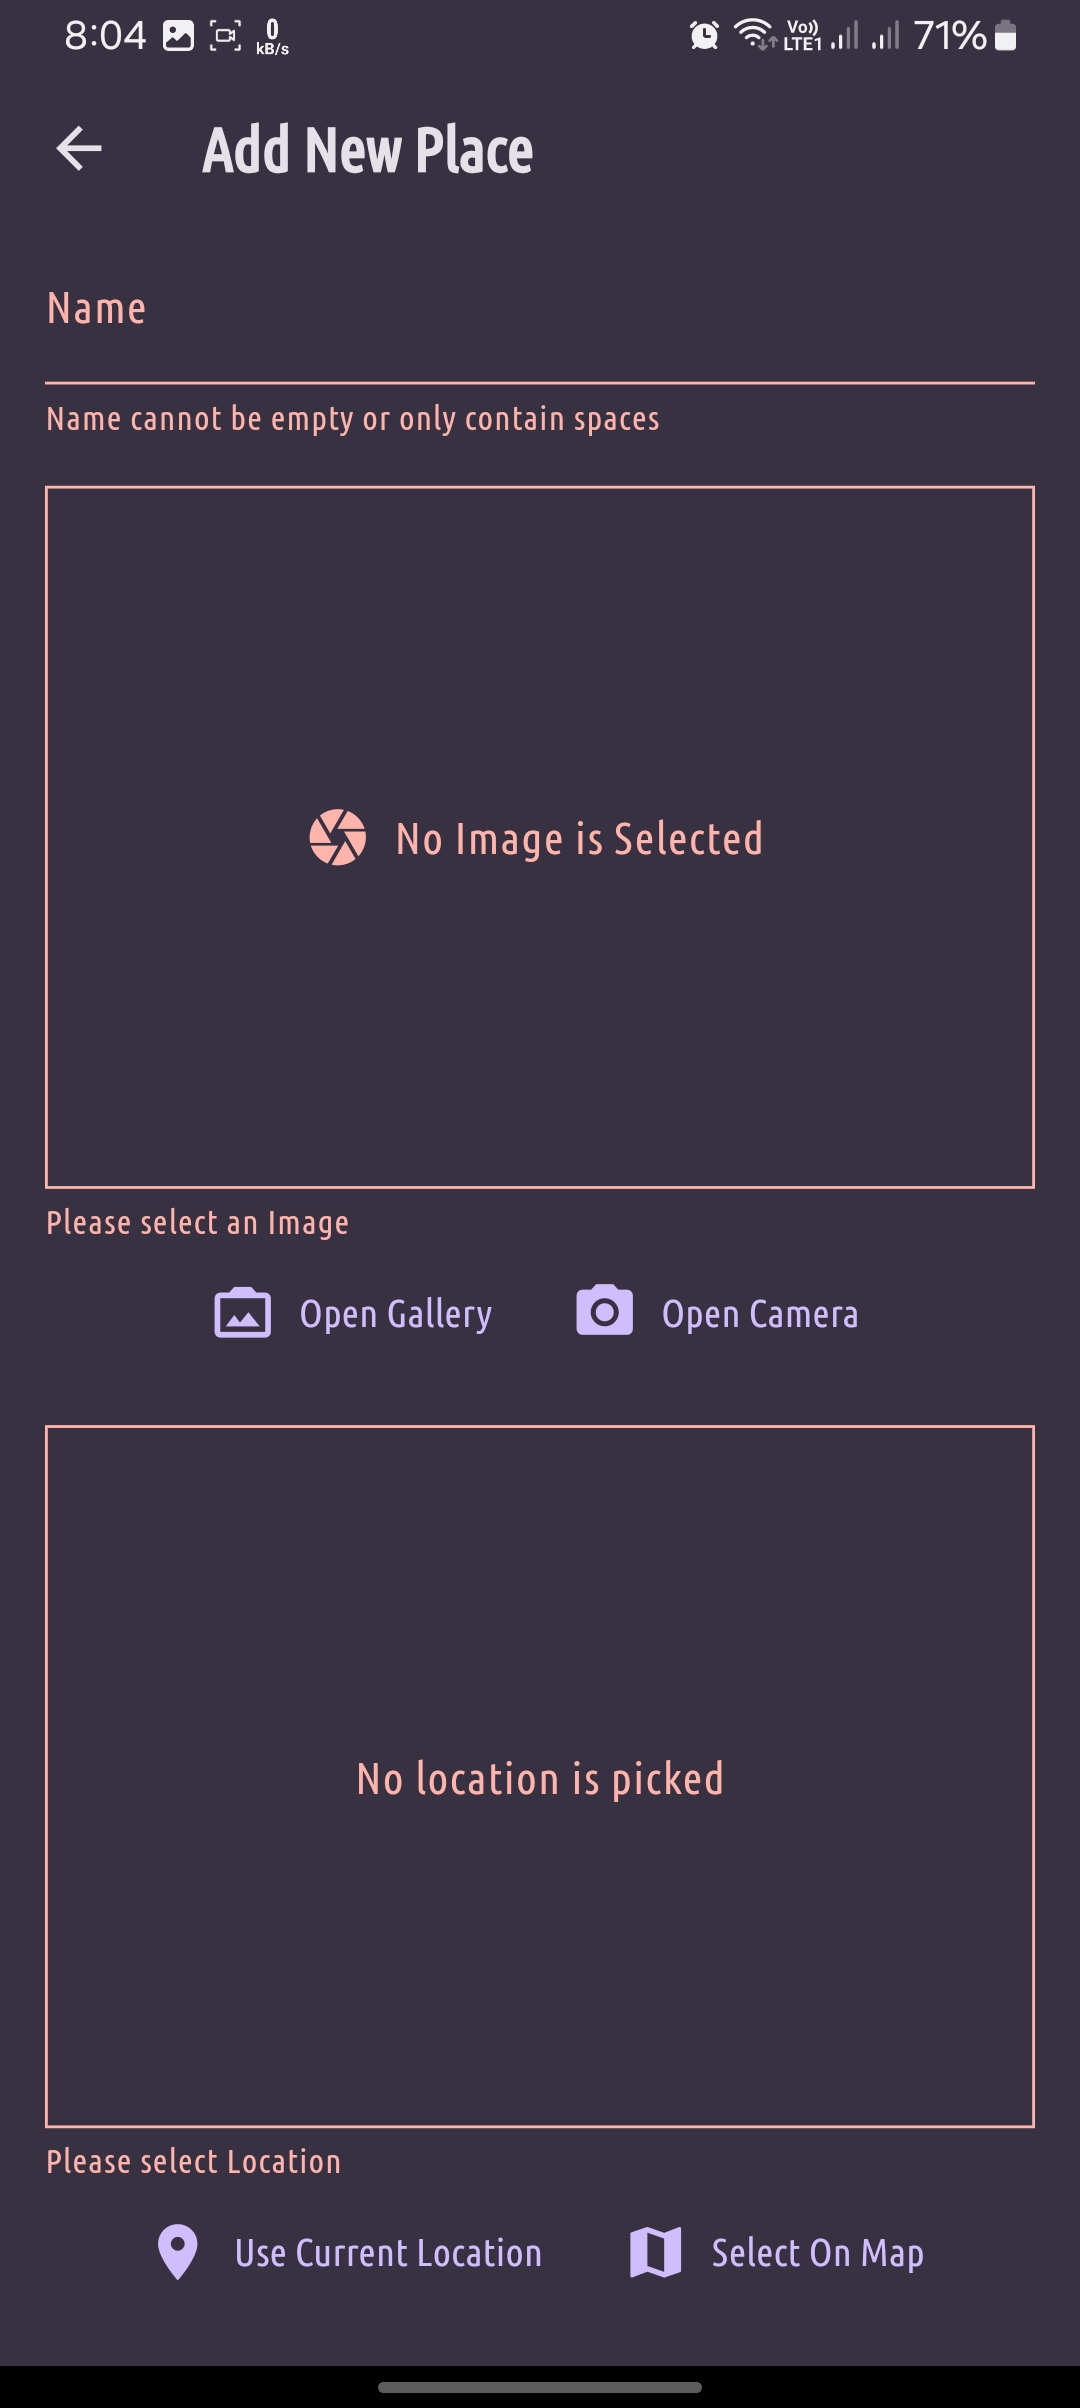 8:04 0 kB/s Vo)) LTE1 71%
Add New Place
Name
Name cannot be empty or only contain spaces
No Image is Selected
Please select an Image
Open Gallery Open Camera
No location is picked
Please select Location
Use Current Location Select On Map